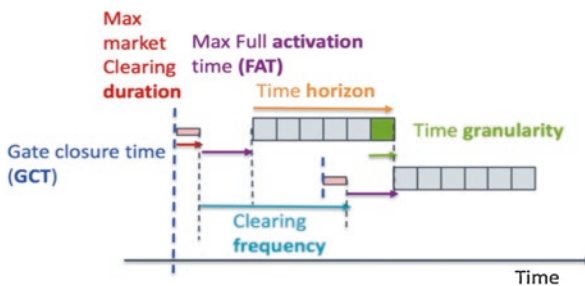 Max
market
Clearing
duration
Max Full activation
time (FAT)
Time horizon
Time granularity
Gate closure time
(GCT)
Clearing
frequency
Time